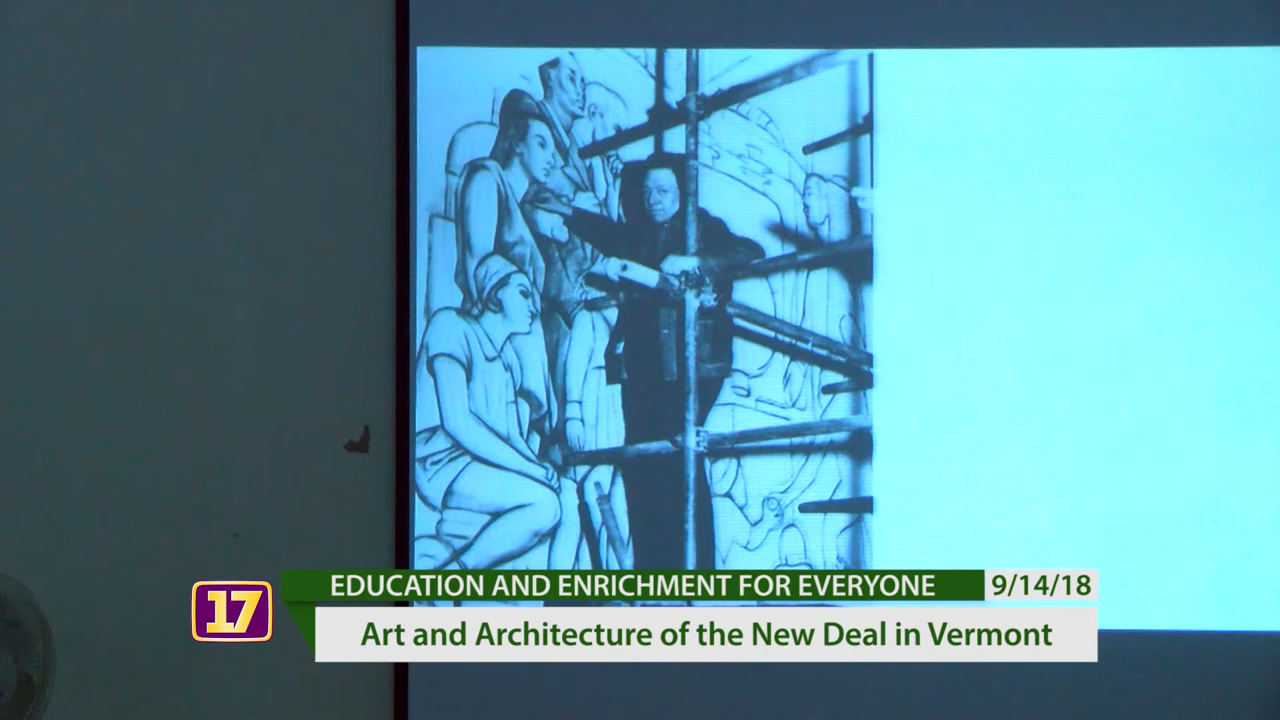 EDUCATION AND ENRICHMENT FOR EVERYONE 9/14/18
17
Art and Architecture of the New Deal in Vermont